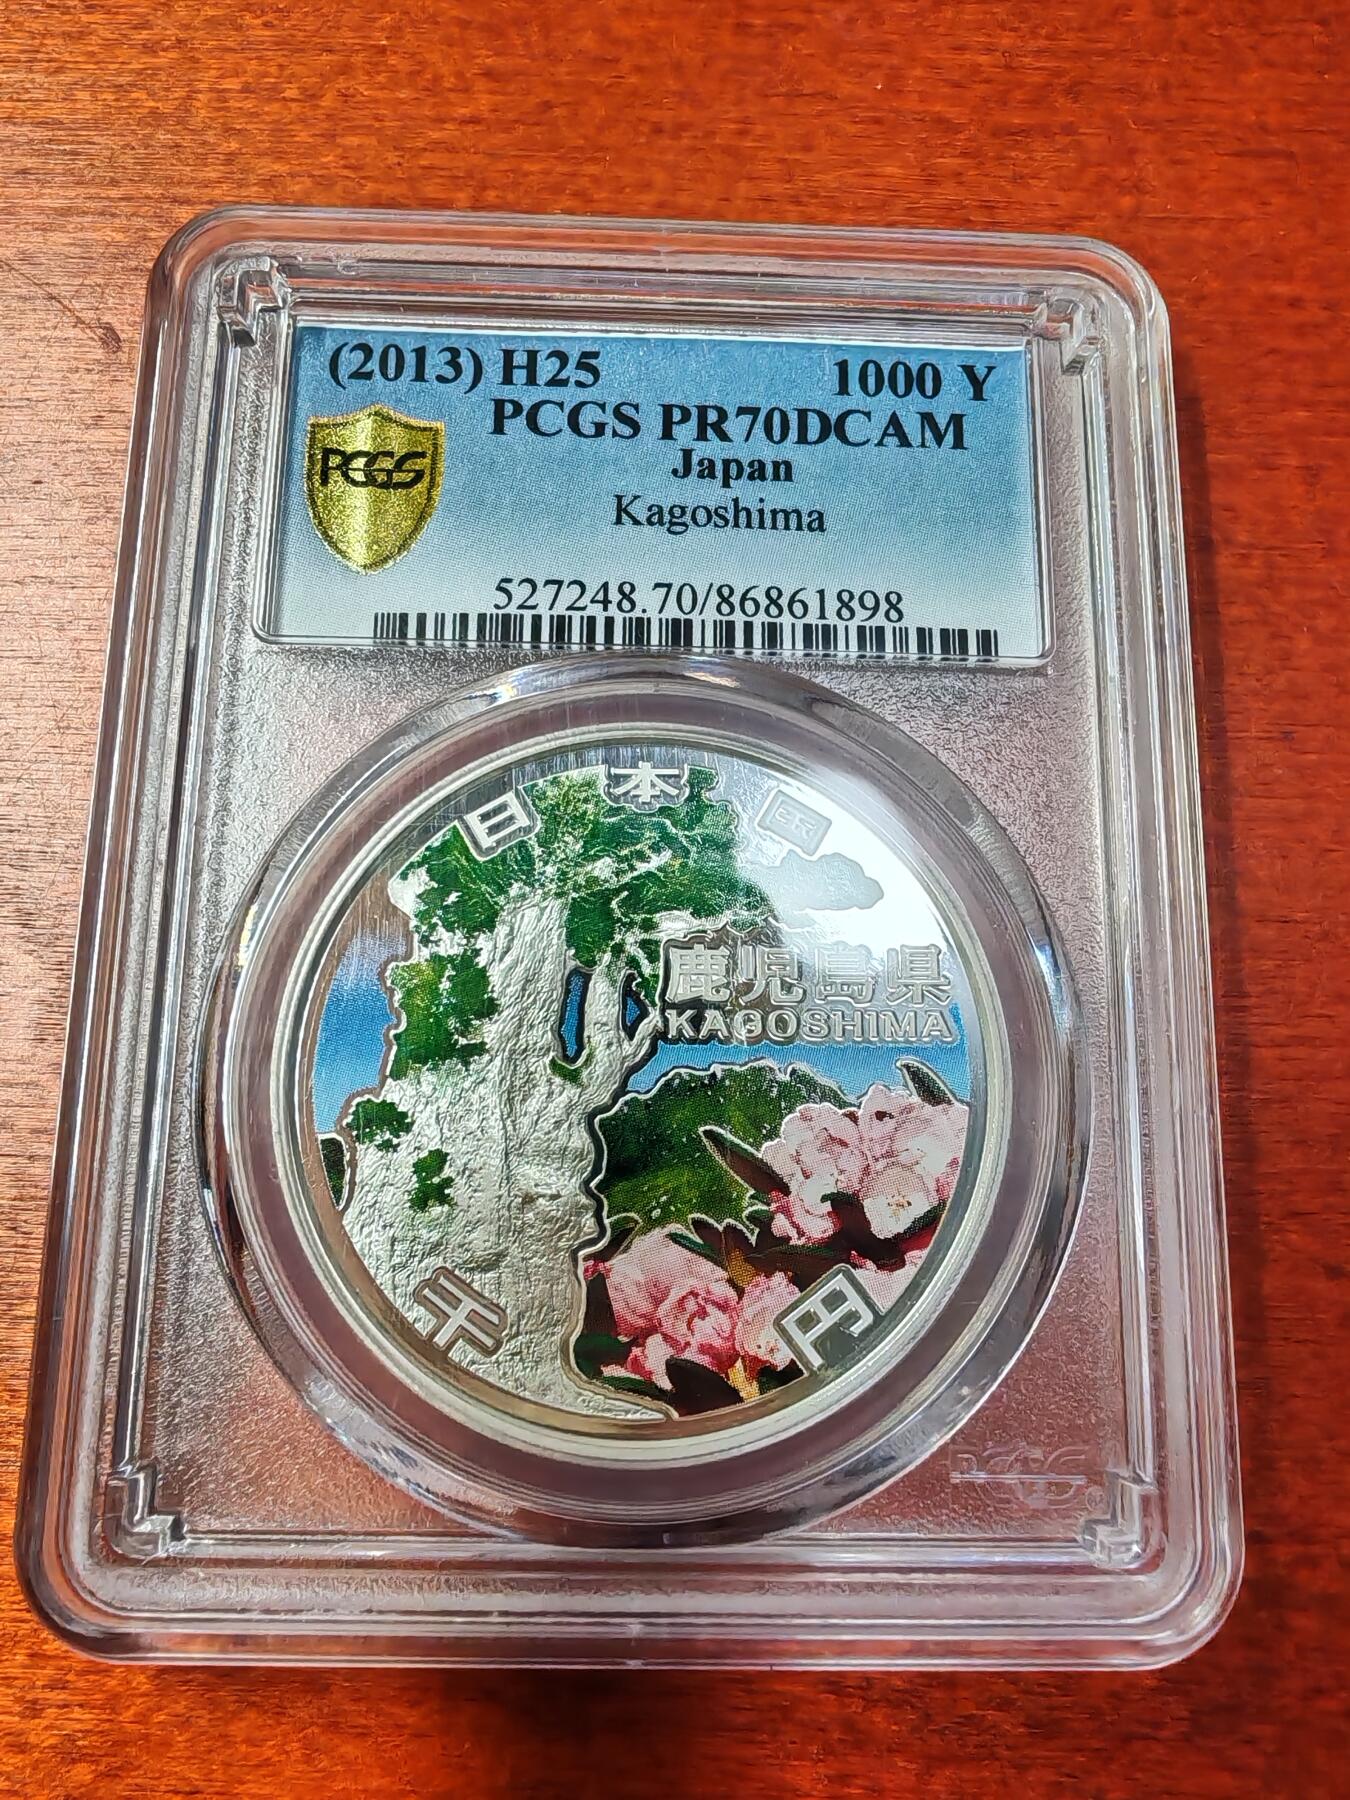 (2013) H25 1000 Y
PCGS PR70DCAM
Japan
PCGS
Kagoshima
527248.70/86861898
日本国
鹿児島県
KAGOSHIMA
千円
PCGS